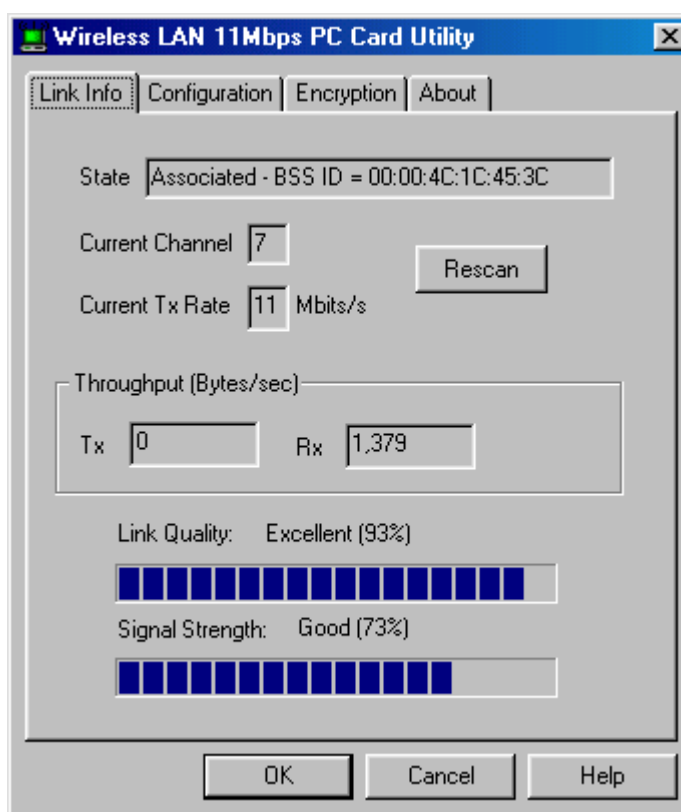 Wireless LAN 11Mbps PC Card Utility
Link Info Configuration Encryption About
State Associated - BSS ID = 00:00:4C:1C:45:3C
Current Channel 7
Rescan
Current Tx Rate 11 Mbits/s
Throughput (Bytes/sec)
Tx 0 Rx 1,379
Link Quality: Excellent (93%)
Signal Strength: Good (73%)
OK Cancel Help